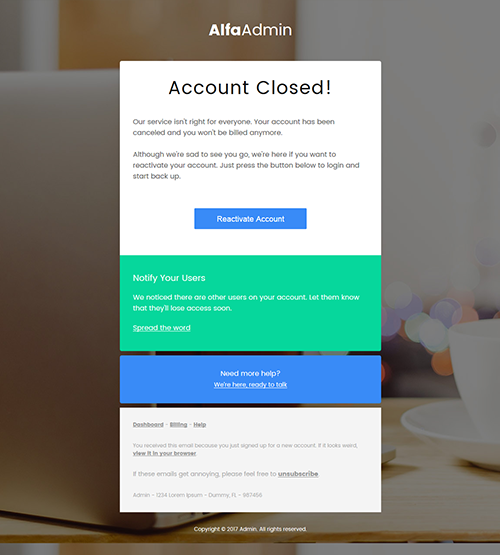 AlfaAdmin
Account Closed!
Our service isn't right for everyone. Your account has been
canceled and you won't be billed anymore.
Although we're sad to see you go, we're here if you want to
reactivate your account. Just press the button below to login and
start back up.
Reactivate Account
Notify Your Users
We noticed there are other users on your account. Let them know
that they'll lose access soon.
Spread the word
Need more help?
We're here, ready to talk
Dashboard - Billing - Help
You received this email because you just signed up for a new account. If it looks weird,
view it in your browser.
If these emails get annoying, please feel free to unsubscribe.
Admin - 1234 Lorem Ipsum - Dummy, FL - 987456
Copyright © 2017 Admin. All rights reserved.